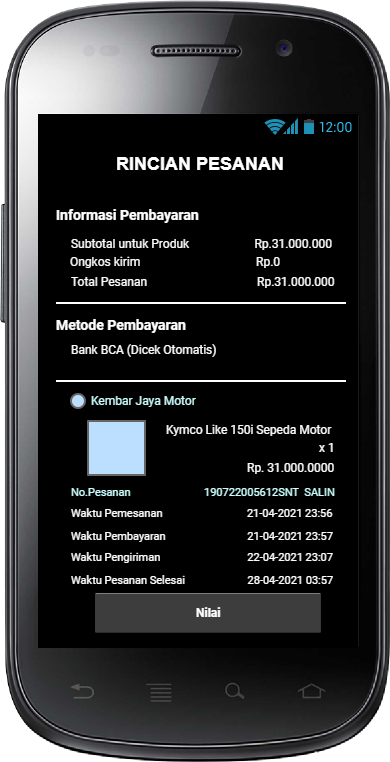 12:00
RINCIAN PESANAN
Informasi Pembayaran
Subtotal untuk Produk Rp.31.000.000
Ongkos kirim Rp.0
Total Pesanan Rp.31.000.000
Metode Pembayaran
Bank BCA (Dicek Otomatis)
Kembar Jaya Motor
Kymco Like 150i Sepeda Motor
x 1
Rp. 31.000.0000
No.Pesanan 190722005612SNT SALIN
Waktu Pemesanan 21-04-2021 23:56
Waktu Pembayaran 21-04-2021 23:57
Waktu Pengiriman 22-04-2021 23:07
Waktu Pesanan Selesai 28-04-2021 03:57
Nilai